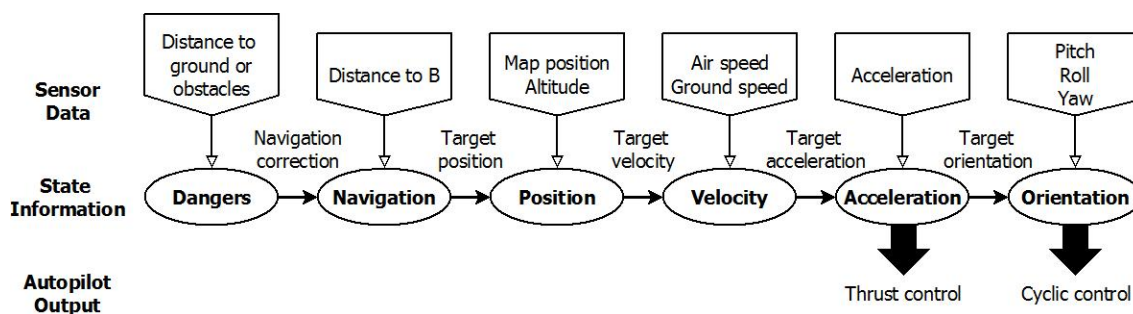 Sensor
Data
Distance to
ground or
obstacles
Distance to B
Map position
Altitude
Air speed
Ground speed
Acceleration
Pitch
Roll
Yaw
Navigation
correction
Target
position
Target
velocity
Target
acceleration
Target
orientation
State
Information
Dangers
Navigation
Position
Velocity
Acceleration
Orientation
Autopilot
Output
Thrust control
Cyclic control